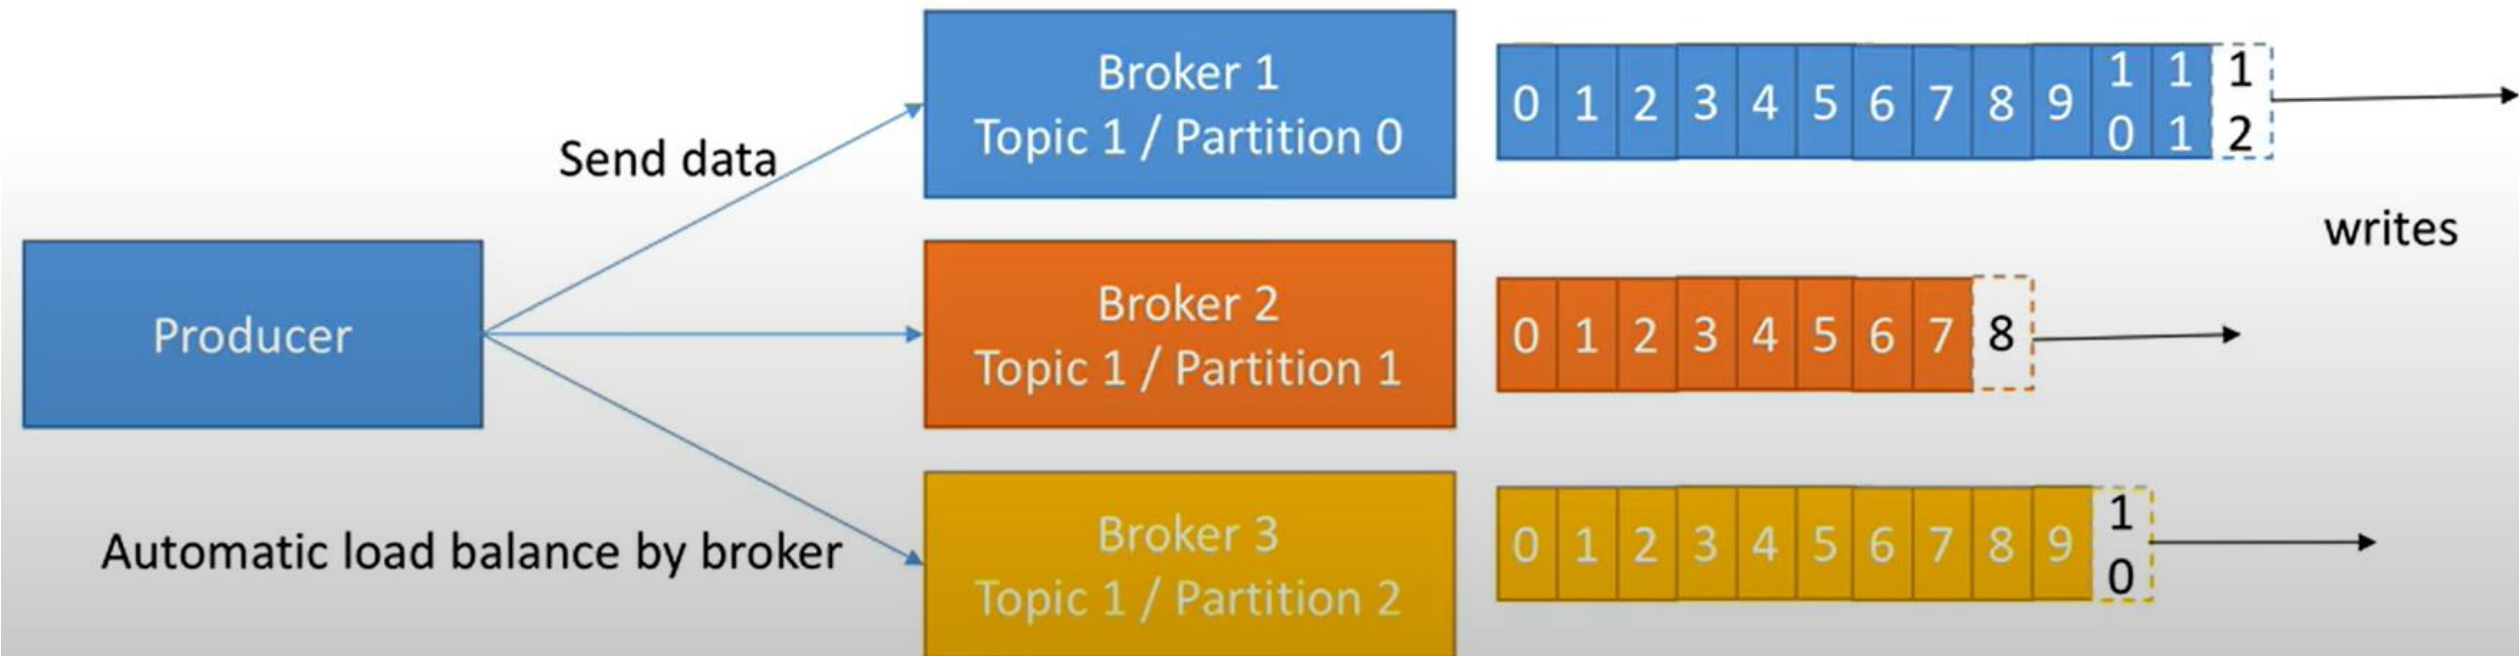 Broker 1
Topic 1 / Partition 0
0 1 2 3 4 5 6 7 8 9 10 11 12
Send data
writes
Producer
Broker 2
Topic 1 / Partition 1
0 1 2 3 4 5 6 7 8
Automatic load balance by broker
Broker 3
Topic 1 / Partition 2
0 1 2 3 4 5 6 7 8 9 10